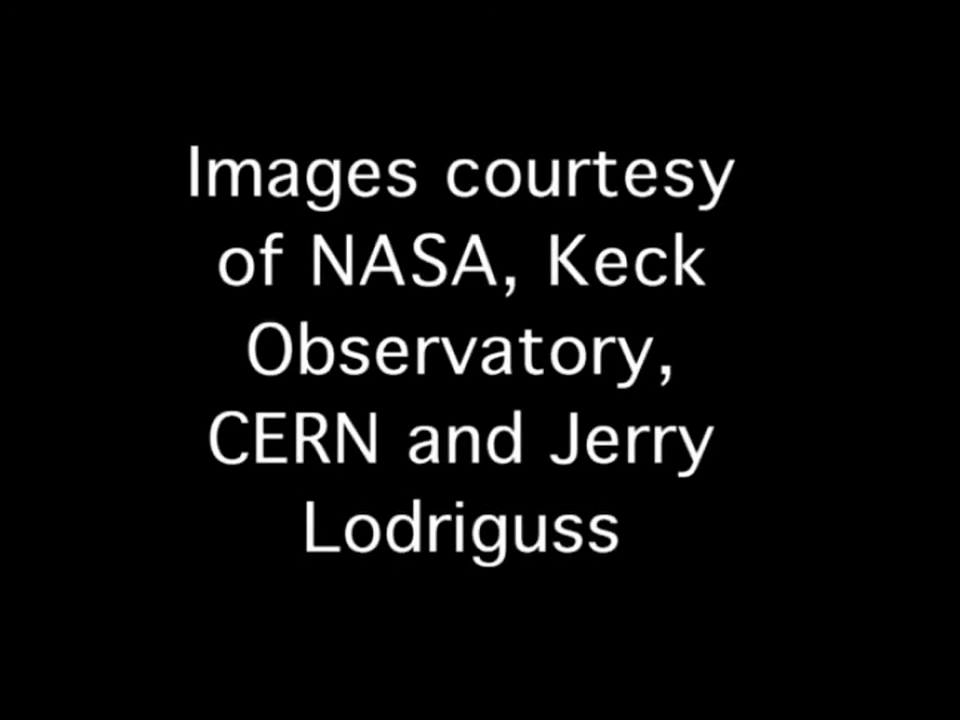 Images courtesy
of NASA, Keck
Observatory,
CERN and Jerry
Lodriguss